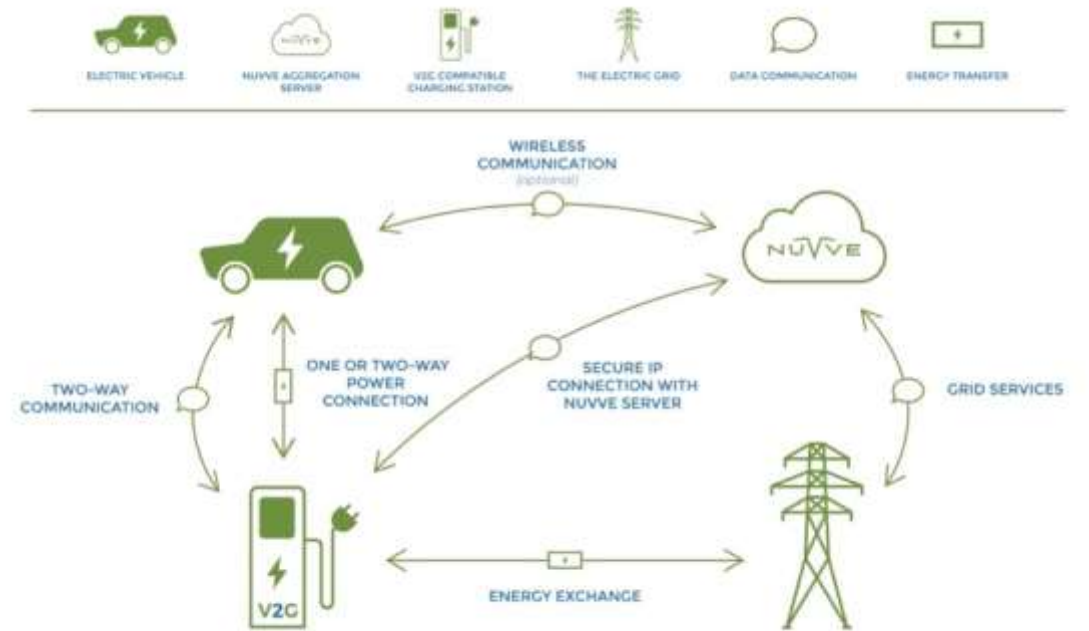 ELECTRIC VEHICLE
NUVVE AGGREGATION
SERVER
V2G COMPATIBLE
CHARGING STATION
THE ELECTRIC GRID
DATA COMMUNICATION
ENERGY TRANSFER
WIRELESS
COMMUNICATION
(optional)
NUVVE
ONE OR TWO-WAY
POWER
CONNECTION
SECURE IP
CONNECTION WITH
NUVVE SERVER
TWO-WAY
COMMUNICATION
GRID SERVICES
V2G
ENERGY EXCHANGE